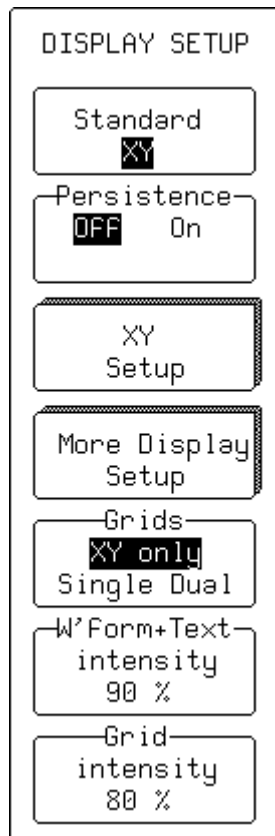 DISPLAY SETUP
Standard
XY
Persistence
OFF On
XY
Setup
More Display
Setup
Grids
XY only
Single Dual
W'Form+Text
intensity
90 %
Grid
intensity
80 %